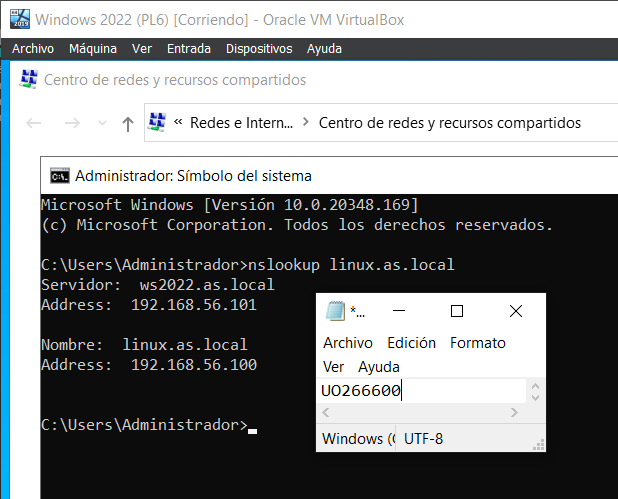 Windows 2022 (PL6) [Corriendo] - Oracle VM VirtualBox
Archivo Máquina Ver Entrada Dispositivos Ayuda
Centro de redes y recursos compartidos
« Redes e Intern... > Centro de redes y recursos compartidos
Administrador: Símbolo del sistema
Microsoft Windows [Versión 10.0.20348.169]
(c) Microsoft Corporation. Todos los derechos reservados.
C:\Users\Administrador>nslookup linux.as.local
Servidor:  ws2022.as.local
Address:  192.168.56.101
Nombre:  linux.as.local
Address:  192.168.56.100
C:\Users\Administrador>
*...
Archivo Edición Formato
Ver Ayuda
UO266600
Windows (C UTF-8